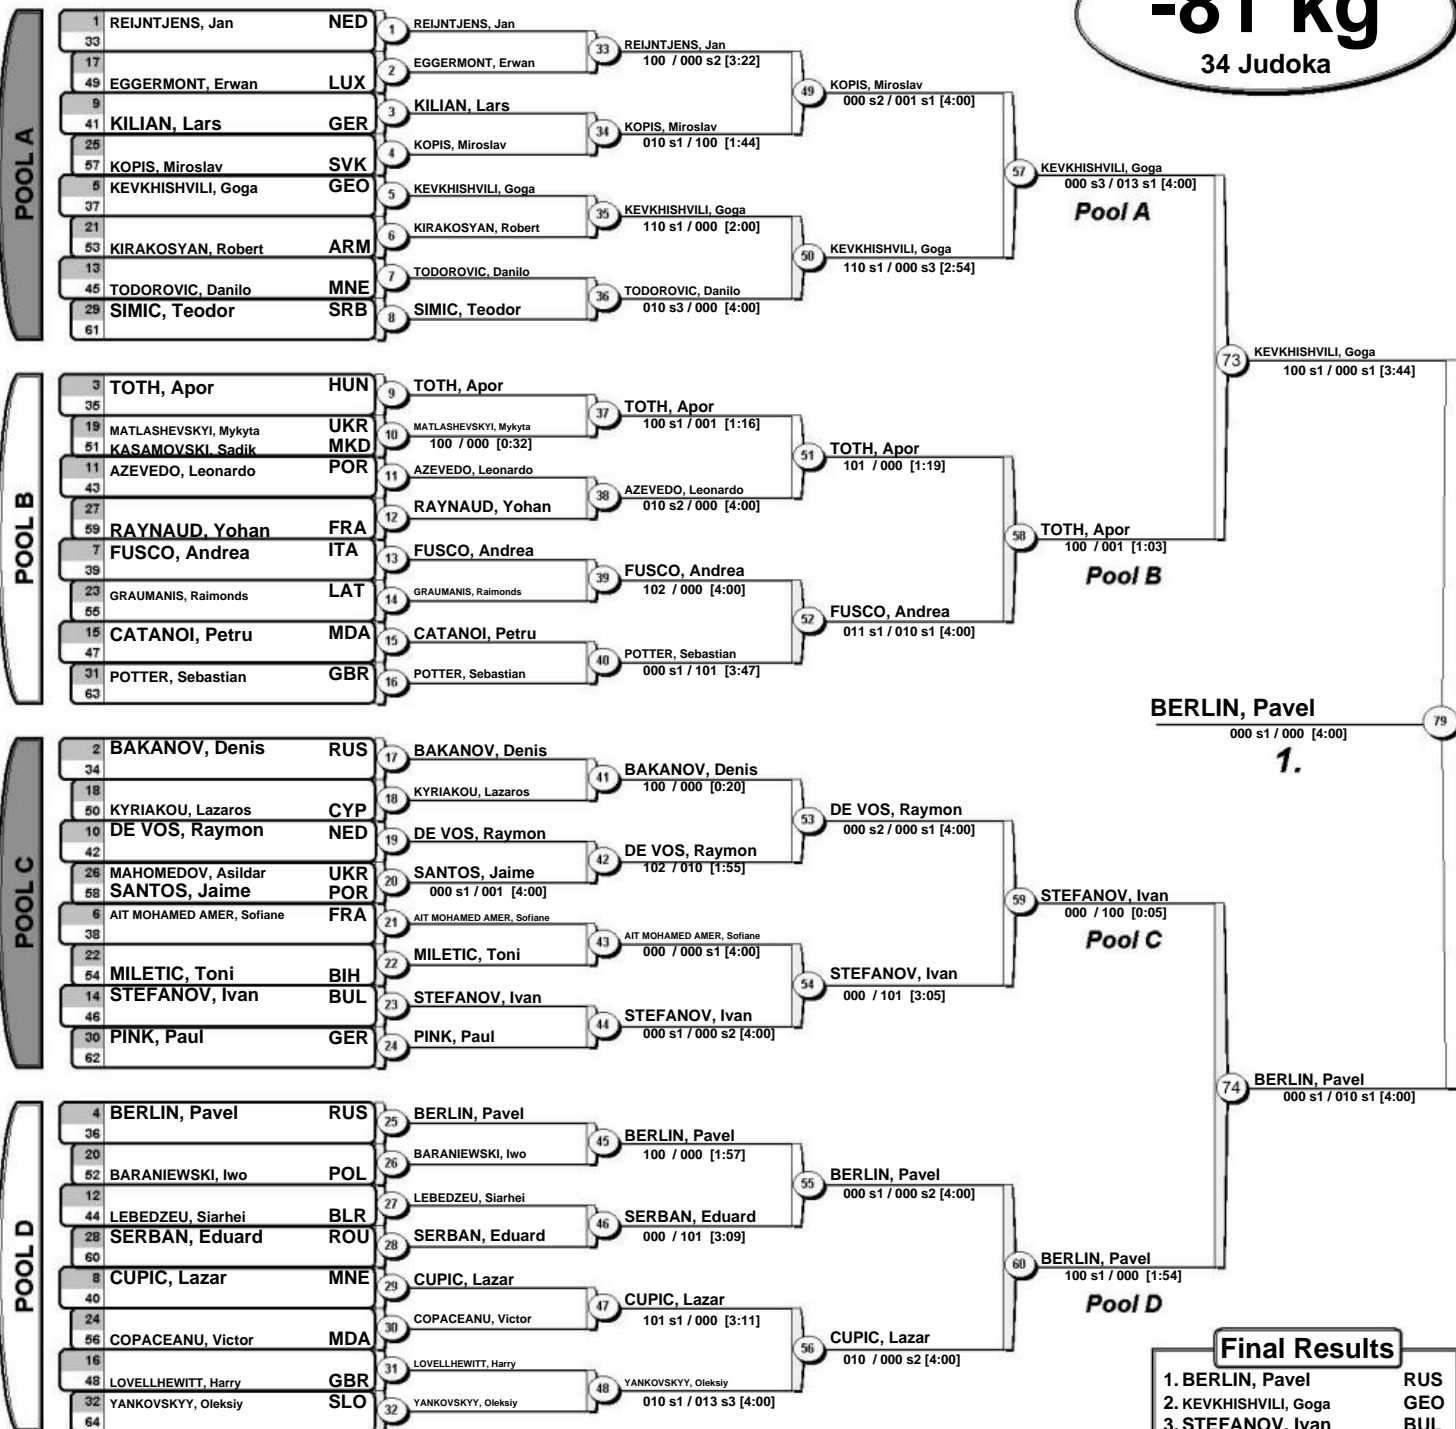 -81 kg
34 Judoka
POOL A
1 REIJNTJENS, Jan NED
33
17
49 EGGERMONT, Erwan LUX
9
41 KILIAN, Lars GER
25
57 KOPIS, Miroslav SVK
5 KEVKHISHVILI, Goga GEO
37
21
53 KIRAKOSYAN, Robert ARM
13
45 TODOROVIC, Danilo MNE
29 SIMIC, Teodor SRB
61
1 REIJNTJENS, Jan
2 EGGERMONT, Erwan
3 KILIAN, Lars
4 KOPIS, Miroslav
5 KEVKHISHVILI, Goga
6 KIRAKOSYAN, Robert
7 TODOROVIC, Danilo
8 SIMIC, Teodor
33 REIJNTJENS, Jan
100 / 000 s2 [3:22]
34 KOPIS, Miroslav
010 s1 / 100 [1:44]
35 KEVKHISHVILI, Goga
110 s1 / 000 [2:00]
36 TODOROVIC, Danilo
010 s3 / 000 [4:00]
49 KOPIS, Miroslav
000 s2 / 001 s1 [4:00]
50 KEVKHISHVILI, Goga
110 s1 / 000 s3 [2:54]
57 KEVKHISHVILI, Goga
000 s3 / 013 s1 [4:00]
Pool A
POOL B
3 TOTH, Apor HUN
35
19 MATLASHEVSKYI, Mykyta UKR
51 KASAMOVSKI, Sadik MKD
11 AZEVEDO, Leonardo POR
43
27
59 RAYNAUD, Yohan FRA
7 FUSCO, Andrea ITA
39
23 GRAUMANIS, Raimonds LAT
55
15 CATANOI, Petru MDA
47
31 POTTER, Sebastian GBR
63
9 TOTH, Apor
10 MATLASHEVSKYI, Mykyta
100 / 000 [0:32]
11 AZEVEDO, Leonardo
12 RAYNAUD, Yohan
13 FUSCO, Andrea
14 GRAUMANIS, Raimonds
15 CATANOI, Petru
16 POTTER, Sebastian
37 TOTH, Apor
100 s1 / 001 [1:16]
38 AZEVEDO, Leonardo
010 s2 / 000 [4:00]
39 FUSCO, Andrea
102 / 000 [4:00]
40 POTTER, Sebastian
000 s1 / 101 [3:47]
51 TOTH, Apor
101 / 000 [1:19]
52 FUSCO, Andrea
011 s1 / 010 s1 [4:00]
58 TOTH, Apor
100 / 001 [1:03]
Pool B
73 KEVKHISHVILI, Goga
100 s1 / 000 s1 [3:44]
BERLIN, Pavel 79
000 s1 / 000 [4:00]
1.
POOL C
2 BAKANOV, Denis RUS
34
18
50 KYRIAKOU, Lazaros CYP
10 DE VOS, Raymon NED
42
26 MAHOMEDOV, Asildar UKR
58 SANTOS, Jaime POR
6 AIT MOHAMED AMER, Sofiane FRA
38
22
54 MILETIC, Toni BIH
14 STEFANOV, Ivan BUL
46
30 PINK, Paul GER
62
17 BAKANOV, Denis
18 KYRIAKOU, Lazaros
19 DE VOS, Raymon
20 SANTOS, Jaime
000 s1 / 001 [4:00]
21 AIT MOHAMED AMER, Sofiane
22 MILETIC, Toni
23 STEFANOV, Ivan
24 PINK, Paul
41 BAKANOV, Denis
100 / 000 [0:20]
42 DE VOS, Raymon
102 / 010 [1:55]
43 AIT MOHAMED AMER, Sofiane
000 / 000 s1 [4:00]
44 STEFANOV, Ivan
000 s1 / 000 s2 [4:00]
53 DE VOS, Raymon
000 s2 / 000 s1 [4:00]
54 STEFANOV, Ivan
000 / 101 [3:05]
59 STEFANOV, Ivan
000 / 100 [0:05]
Pool C
POOL D
4 BERLIN, Pavel RUS
36
20
52 BARANIEWSKI, Iwo POL
12
44 LEBEDZEU, Siarhei BLR
28 SERBAN, Eduard ROU
60
8 CUPIC, Lazar MNE
40
24
56 COPACEANU, Victor MDA
16
48 LOVELLHEWITT, Harry GBR
32 YANKOVSKYY, Oleksiy SLO
64
25 BERLIN, Pavel
26 BARANIEWSKI, Iwo
27 LEBEDZEU, Siarhei
28 SERBAN, Eduard
29 CUPIC, Lazar
30 COPACEANU, Victor
31 LOVELLHEWITT, Harry
32 YANKOVSKYY, Oleksiy
45 BERLIN, Pavel
100 / 000 [1:57]
46 SERBAN, Eduard
000 / 101 [3:09]
47 CUPIC, Lazar
101 s1 / 000 [3:11]
48 YANKOVSKYY, Oleksiy
010 s1 / 013 s3 [4:00]
55 BERLIN, Pavel
000 s1 / 000 s2 [4:00]
56 CUPIC, Lazar
010 / 000 s2 [4:00]
60 BERLIN, Pavel
100 s1 / 000 [1:54]
Pool D
74 BERLIN, Pavel
000 s1 / 010 s1 [4:00]
Final Results
1. BERLIN, Pavel RUS
2. KEVKHISHVILI, Goga GEO
3. STEFANOV, Ivan BUL